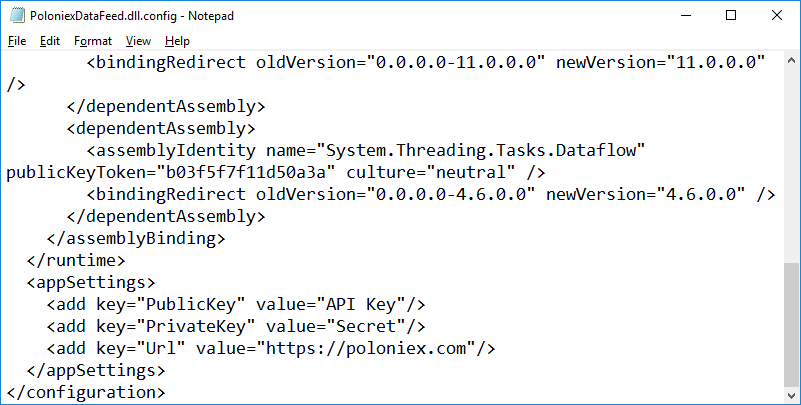 PoloniexDataFeed.dll.config - Notepad
File Edit Format View Help
<bindingRedirect oldVersion="0.0.0.0-11.0.0.0" newVersion="11.0.0.0"
/>
</dependentAssembly>
<dependentAssembly>
<assemblyIdentity name="System.Threading.Tasks.Dataflow"
publicKeyToken="b03f5f7f11d50a3a" culture="neutral" />
<bindingRedirect oldVersion="0.0.0.0-4.6.0.0" newVersion="4.6.0.0" />
</dependentAssembly>
</assemblyBinding>
</runtime>
<appSettings>
<add key="PublicKey" value="API Key"/>
<add key="PrivateKey" value="Secret"/>
<add key="Url" value="https://poloniex.com"/>
</appSettings>
</configuration>